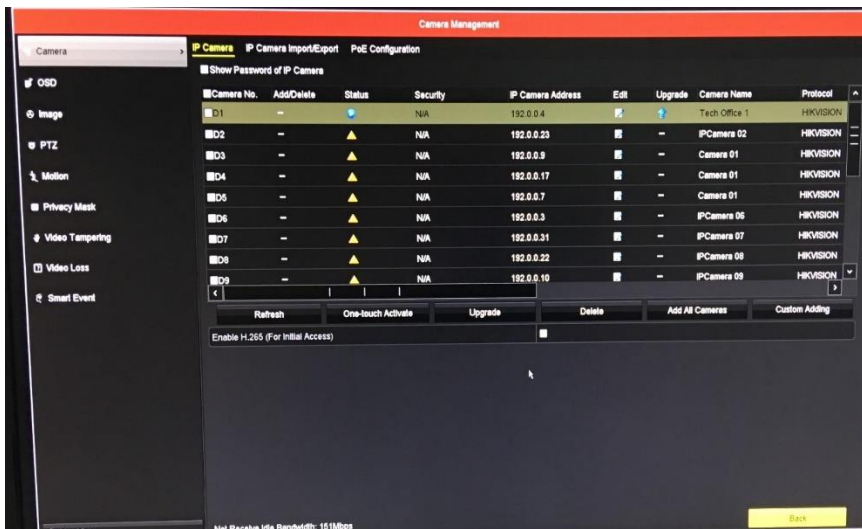 Camera Management
Camera
OSD
Image
PTZ
Motion
Privacy Mask
Video Tampering
Video Loss
Smart Event
IP Camera IP Camera Import/Export PoE Configuration
Show Password of IP Camera
Camera No. Add/Delete Status Security IP Camera Address Edit Upgrade Camera Name Protocol
D1 N/A 192.0.0.4 Tech Office 1 HIKVISION
D2 N/A 192.0.0.23 IPCamera 02 HIKVISION
D3 N/A 192.0.0.9 Camera 01 HIKVISION
D4 N/A 192.0.0.17 Camera 01 HIKVISION
D5 N/A 192.0.0.7 Camera 01 HIKVISION
D6 N/A 192.0.0.3 IPCamera 06 HIKVISION
D7 N/A 192.0.0.31 IPCamera 07 HIKVISION
D8 N/A 192.0.0.22 IPCamera 08 HIKVISION
D9 N/A 192.0.0.10 IPCamera 09 HIKVISION
Refresh One-touch Activate Upgrade Delete Add All Cameras Custom Adding
Enable H.265 (For Initial Access)
Net Receive Idle Bandwidth: 151Mbps
Back